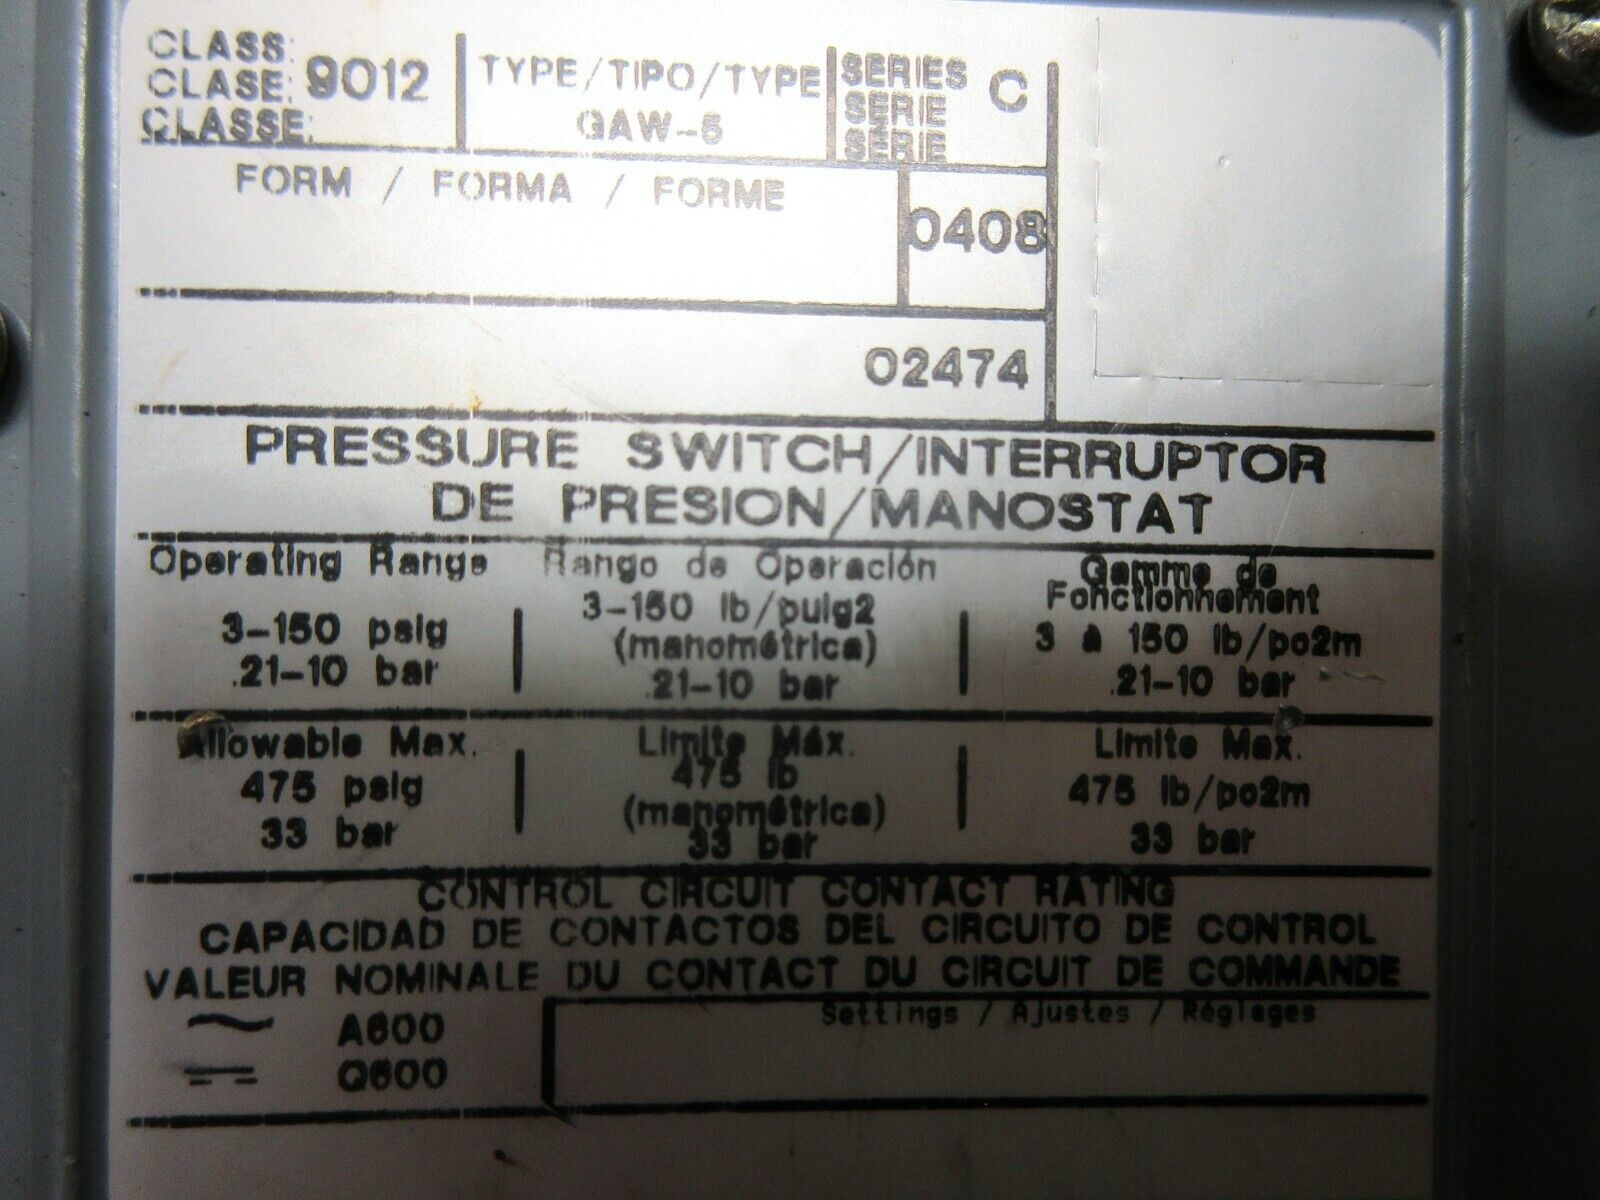 CLASS:
CLASE: 9012
CLASSE:
TYPE/TIPO/TYPE
GAW-5
SERIES
SERIE C
SÉRIE
FORM / FORMA / FORME
0408
02474
PRESSURE SWITCH/INTERRUPTOR
DE PRESION/MANOSTAT
Operating Range
3-150 psig
.21-10 bar
Rango de Operación
3-150 lb/pulg2
(manométrica)
.21-10 bar
Gamme de
Fonctionnement
3 à 150 lb/po2m
.21-10 bar
Allowable Max.
475 psig
33 bar
Limite Máx.
475 lb
(manométrica)
33 bar
Limite Max.
475 lb/po2m
33 bar
CONTROL CIRCUIT CONTACT RATING
CAPACIDAD DE CONTACTOS DEL CIRCUITO DE CONTROL
VALEUR NOMINALE DU CONTACT DU CIRCUIT DE COMMANDE
A600
Q600
Settings / Ajustes / Réglages